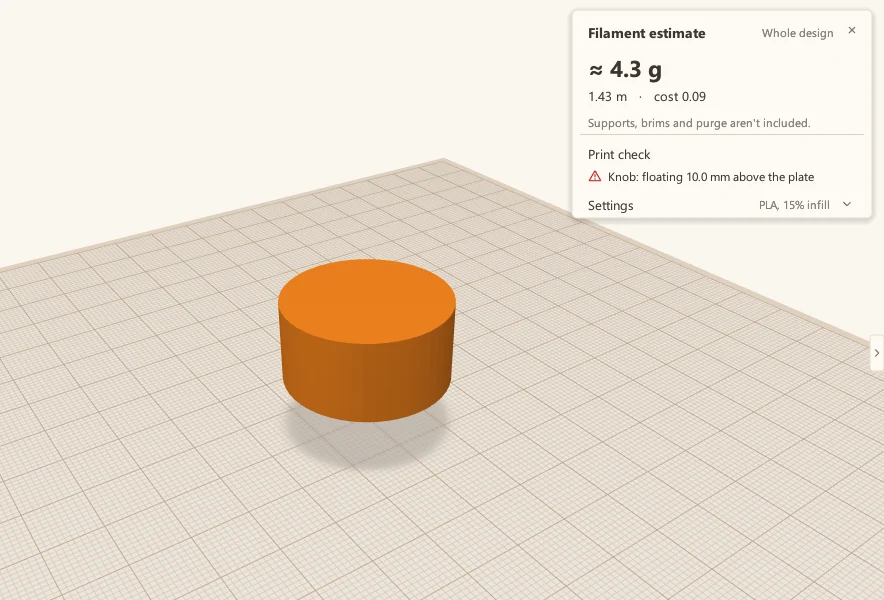 Filament estimate Whole design ×
≈ 4.3 g
1.43 m · cost 0.09
Supports, brims and purge aren't included.
Print check
Knob: floating 10.0 mm above the plate
Settings PLA, 15% infill